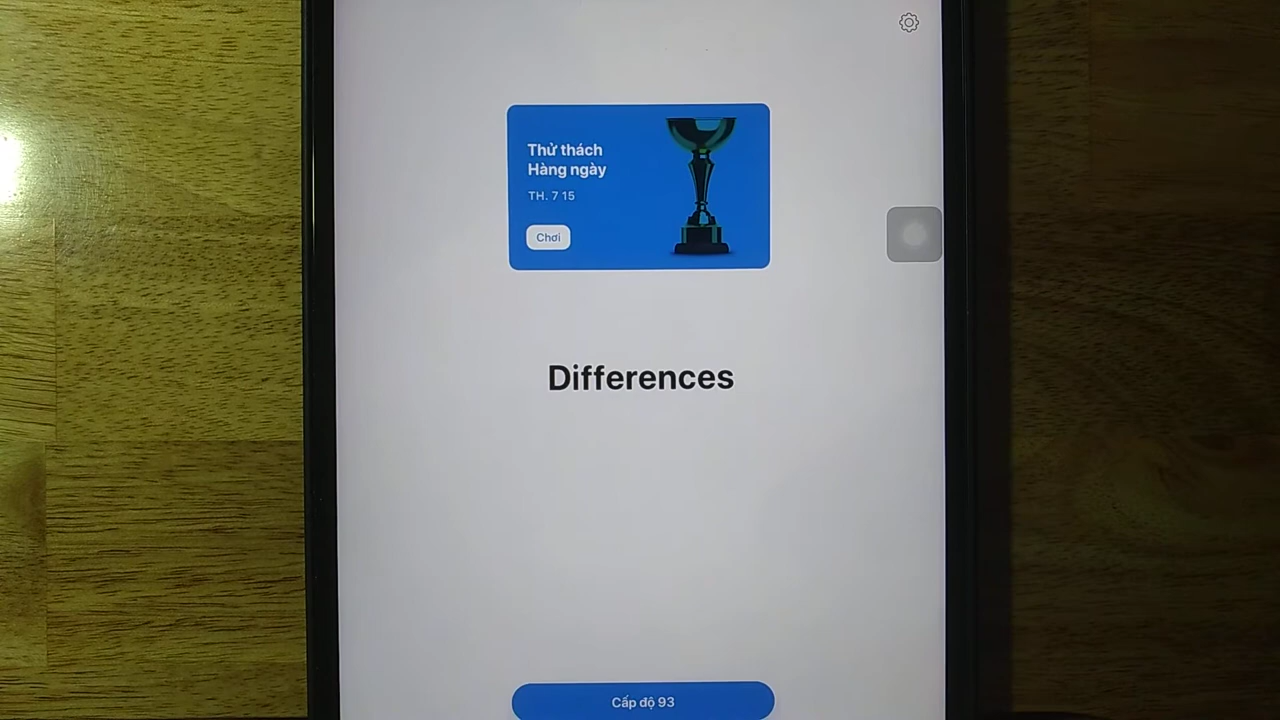 Thử thách
Hàng ngày
TH. 7 15
Chơi
Differences
Cấp độ 93